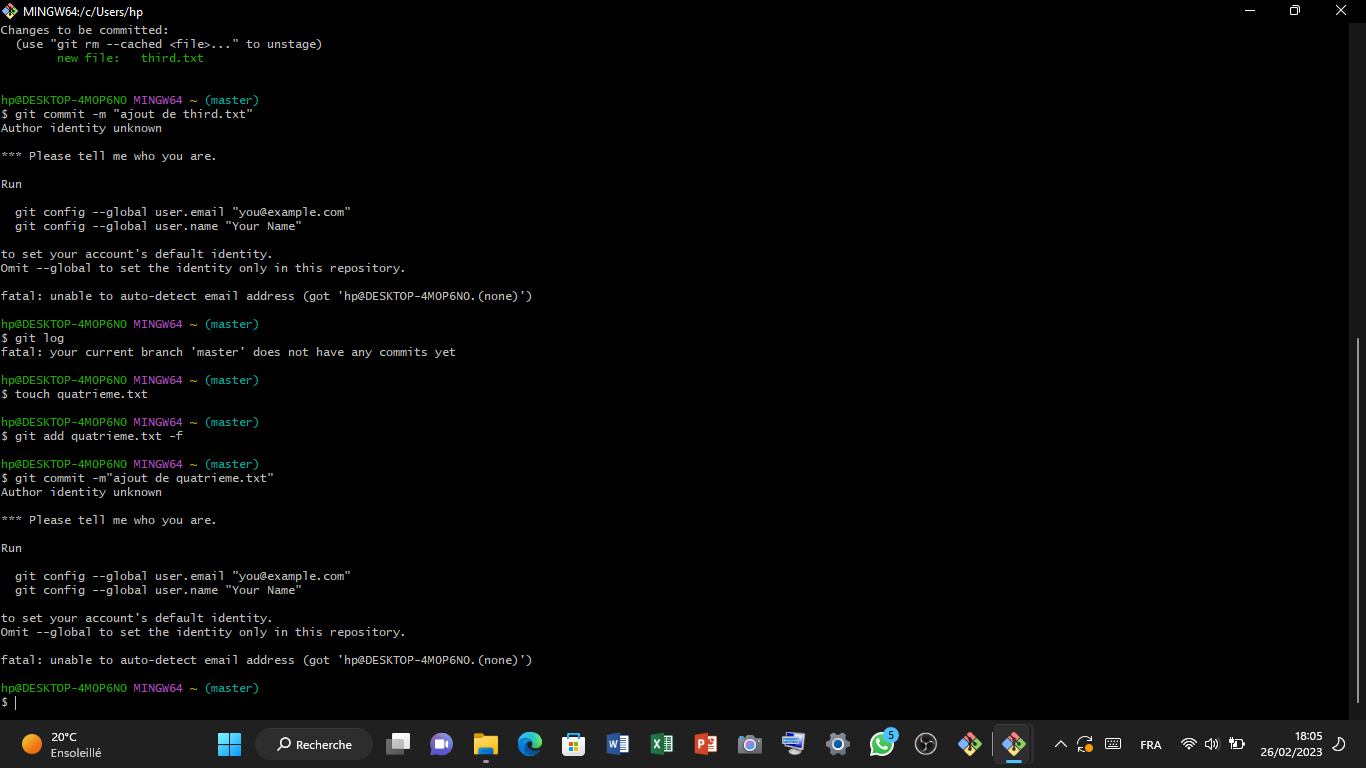 MINGW64:/c/Users/hp
Changes to be committed:
  (use "git rm --cached <file>..." to unstage)
        new file:   third.txt
hp@DESKTOP-4MOP6NO MINGW64 ~ (master)
$ git commit -m "ajout de third.txt"
Author identity unknown
*** Please tell me who you are.
Run
  git config --global user.email "you@example.com"
  git config --global user.name "Your Name"
to set your account's default identity.
Omit --global to set the identity only in this repository.
fatal: unable to auto-detect email address (got 'hp@DESKTOP-4MOP6NO.(none)')
hp@DESKTOP-4MOP6NO MINGW64 ~ (master)
$ git log
fatal: your current branch 'master' does not have any commits yet
hp@DESKTOP-4MOP6NO MINGW64 ~ (master)
$ touch quatrieme.txt
hp@DESKTOP-4MOP6NO MINGW64 ~ (master)
$ git add quatrieme.txt -f
hp@DESKTOP-4MOP6NO MINGW64 ~ (master)
$ git commit -m"ajout de quatrieme.txt"
Author identity unknown
*** Please tell me who you are.
Run
  git config --global user.email "you@example.com"
  git config --global user.name "Your Name"
to set your account's default identity.
Omit --global to set the identity only in this repository.
fatal: unable to auto-detect email address (got 'hp@DESKTOP-4MOP6NO.(none)')
hp@DESKTOP-4MOP6NO MINGW64 ~ (master)
$
20°C
Ensoleillé
Recherche
5
FRA
18:05
26/02/2023